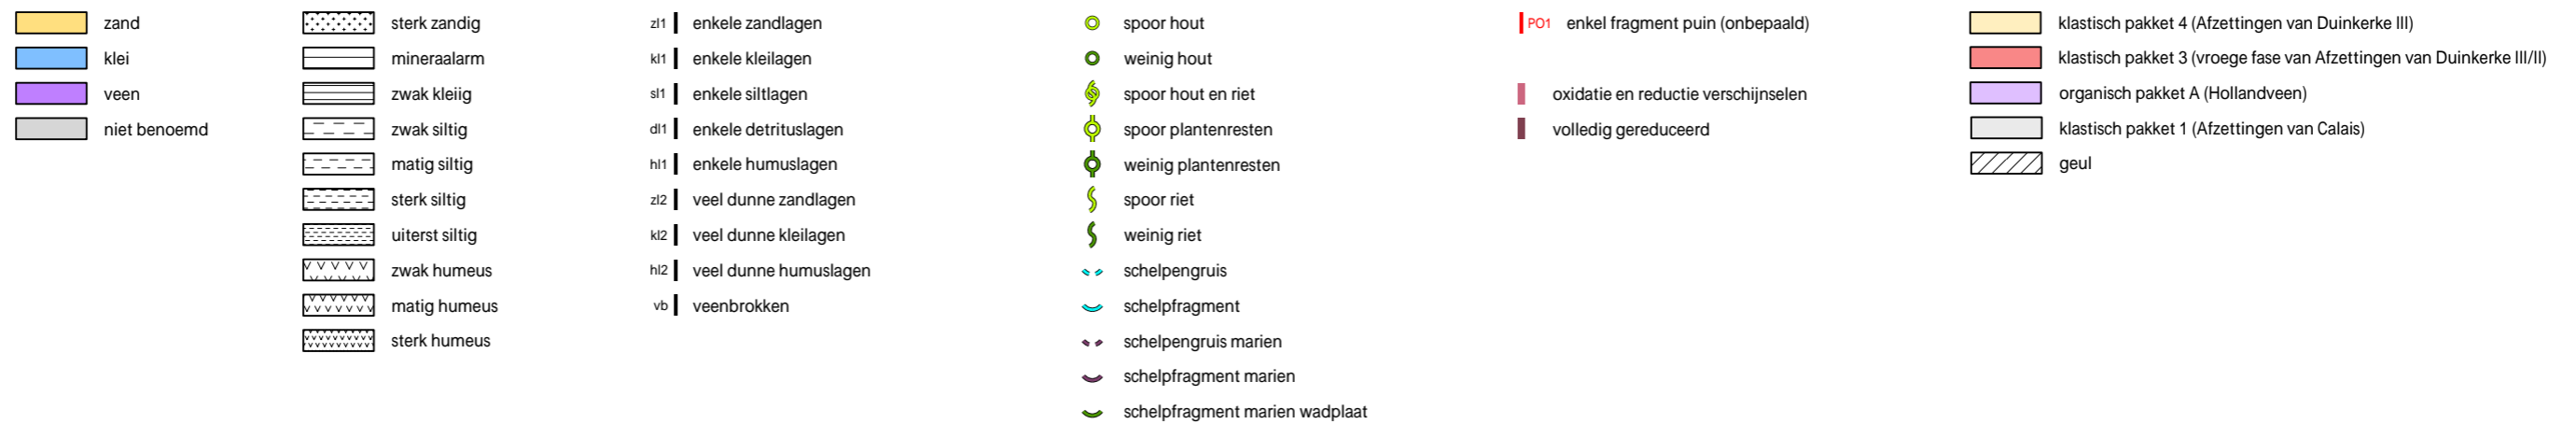 zand
klei
veen
niet benoemd
sterk zandig
mineraalarm
zwak kleiig
zwak siltig
matig siltig
sterk siltig
uiterst siltig
zwak humeus
matig humeus
sterk humeus
zl1 enkele zandlagen
kl1 enkele kleilagen
sl1 enkele siltlagen
dl1 enkele detrituslagen
hl1 enkele humuslagen
zl2 veel dunne zandlagen
kl2 veel dunne kleilagen
hl2 veel dunne humuslagen
vb veenbrokken
spoor hout
weinig hout
spoor hout en riet
spoor plantenresten
weinig plantenresten
spoor riet
weinig riet
schelpengruis
schelpfragment
schelpengruis marien
schelpfragment marien
schelpfragment marien wadplaat
PO1 enkel fragment puin (onbepaald)
oxidatie en reductie verschijnselen
volledig gereduceerd
klastisch pakket 4 (Afzettingen van Duinkerke III)
klastisch pakket 3 (vroege fase van Afzettingen van Duinkerke III/II)
organisch pakket A (Hollandveen)
klastisch pakket 1 (Afzettingen van Calais)
geul